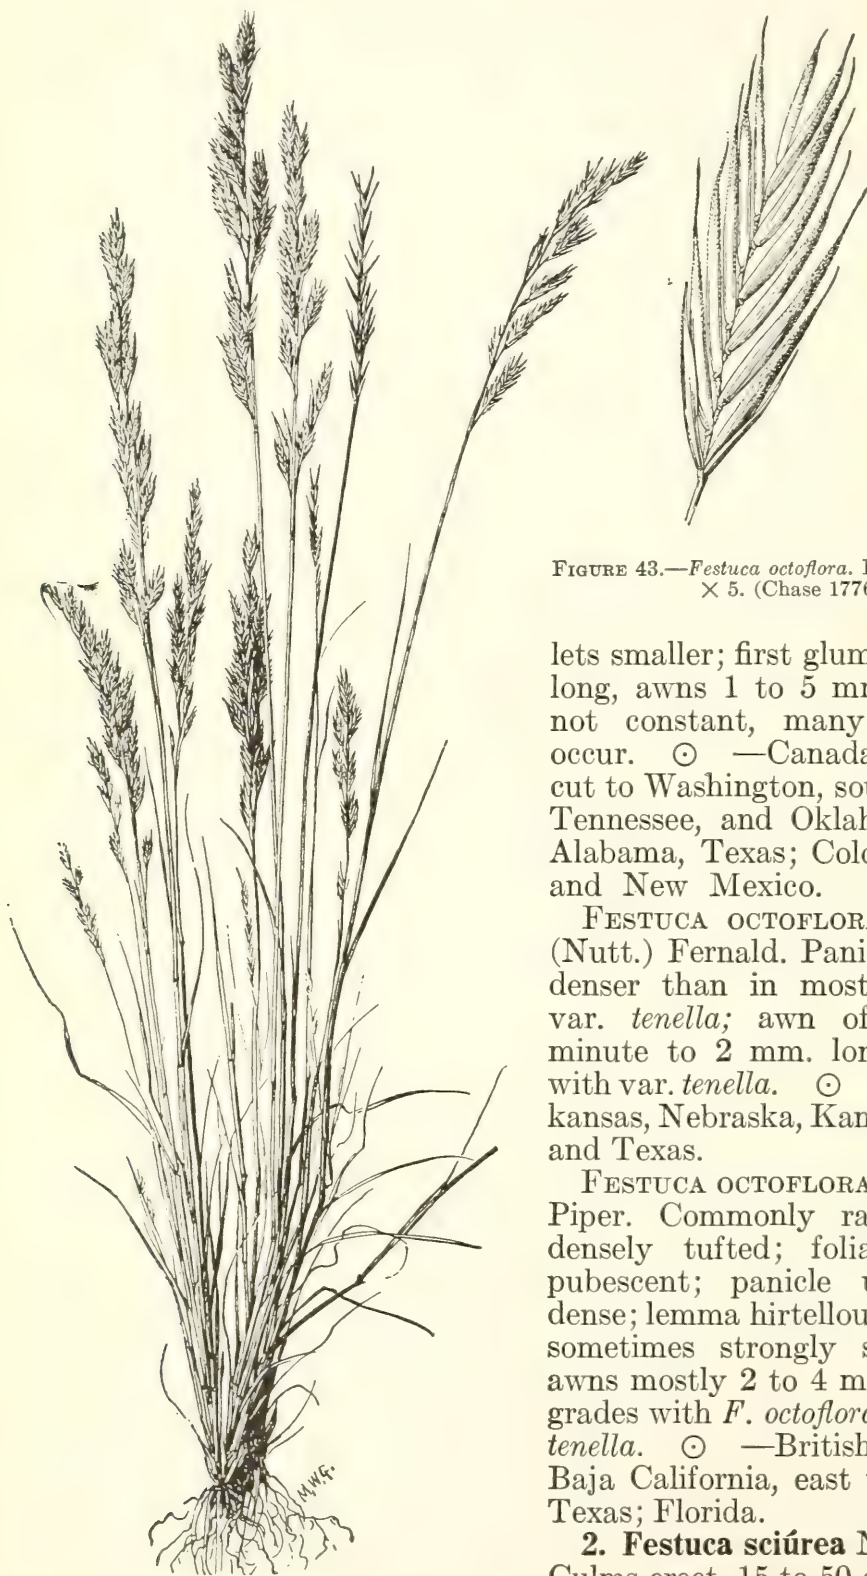 M.W.G.
FIGURE 43.—Festuca octoflora.
× 5. (Chase 1776
lets smaller; first glum
long, awns 1 to 5 mm
not constant, many
occur. ⊙ —Canada
cut to Washington, sou
Tennessee, and Oklah
Alabama, Texas; Colo
and New Mexico.
FESTUCA OCTOFLORA
(Nutt.) Fernald. Pani
denser than in most
var. tenella; awn of
minute to 2 mm. lon
with var. tenella. ⊙
kansas, Nebraska, Kan
and Texas.
FESTUCA OCTOFLORA
Piper. Commonly ra
densely tufted; folia
pubescent; panicle
dense; lemma hirtellou
sometimes strongly s
awns mostly 2 to 4 m
grades with F. octoflora
tenella. ⊙ —British
Baja California, east
Texas; Florida.
2. Festuca sciúrea N
Culms erect, 15 to 50